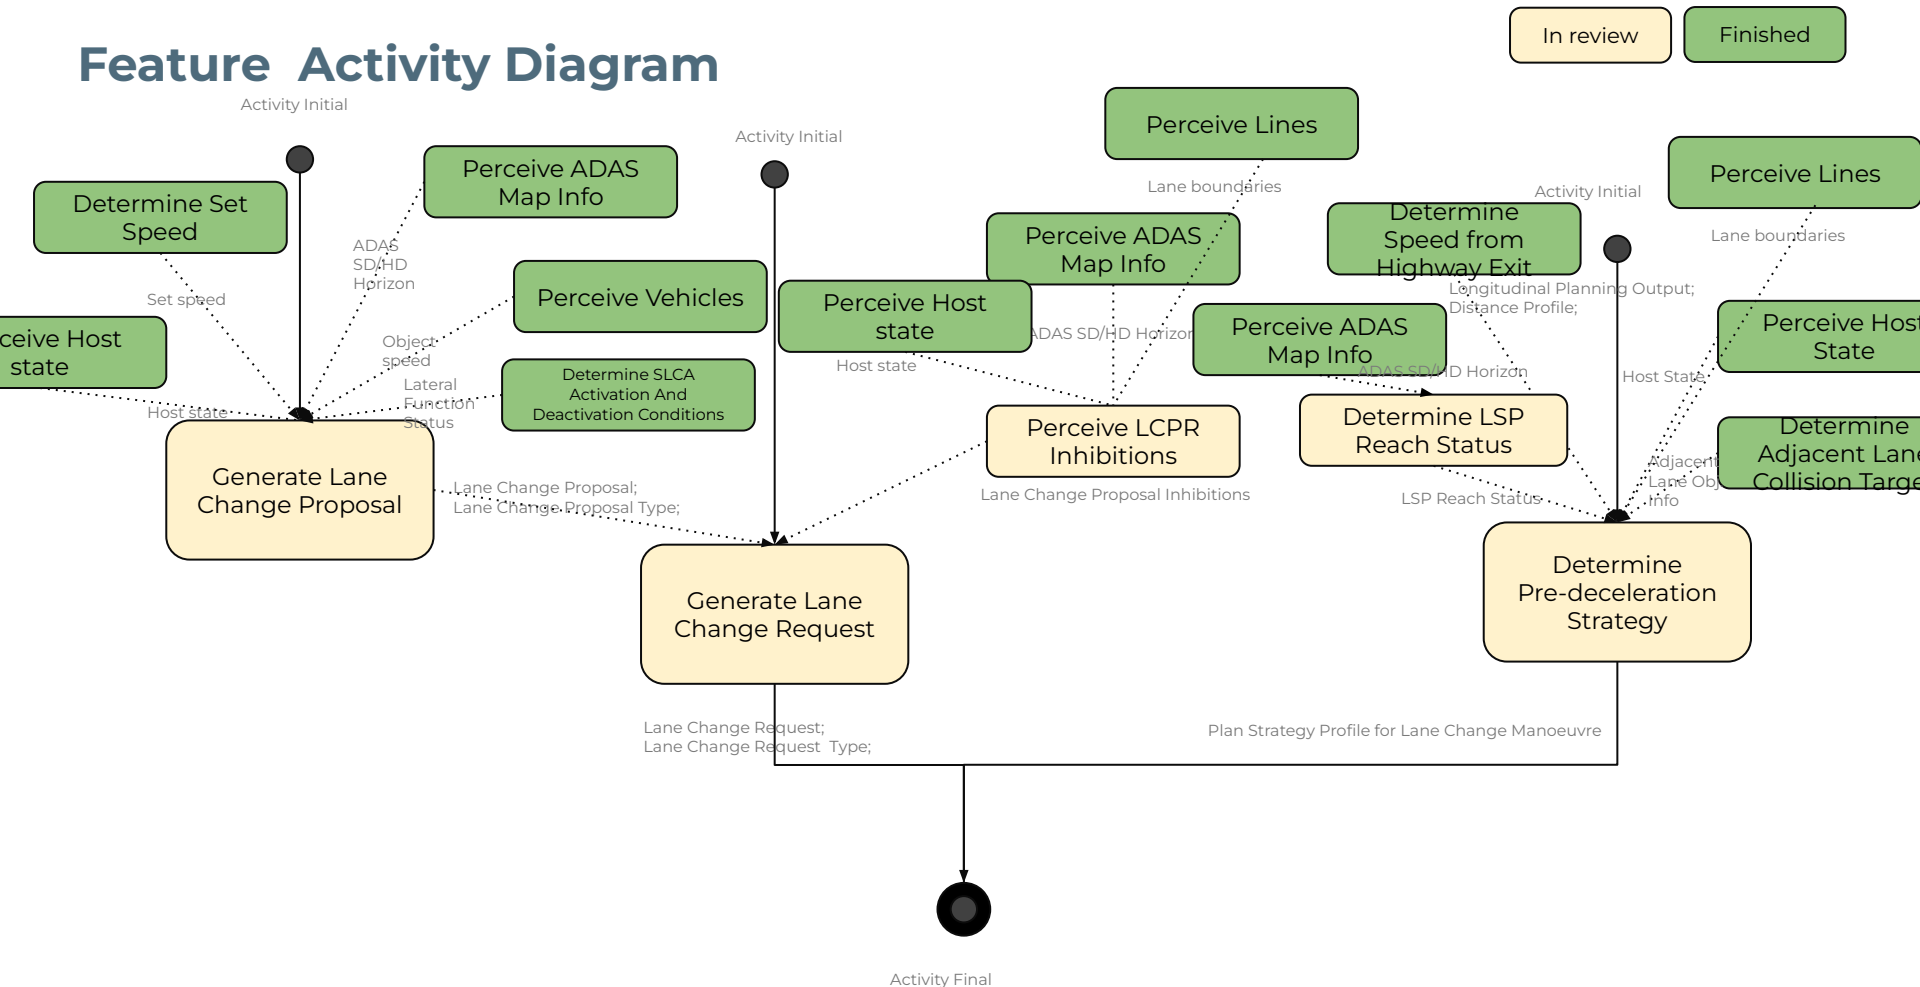 In review
Finished
Feature  Activity Diagram
Activity Initial
Activity Initial
Perceive Lines
Perceive ADAS
Map Info
Perceive Lines
Determine Set
Speed
Lane boundaries
Activity Initial
Determine
Speed from
Highway Exit
Perceive ADAS
Map Info
Lane boundaries
ADAS
SD/HD
Horizon
Set speed
Perceive Vehicles
Perceive Host
state
ADAS SD/HD Horizon
Longitudinal Planning Output;
Distance Profile;
Perceive ADAS
Map Info
Perceive Host
State
ceive Host
state
Object
speed
Host state
ADAS SD/HD Horizon
Host State
Lateral
Function
Status
Determine SLCA
Activation And
Deactivation Conditions
Host state
Perceive LCPR
Inhibitions
Determine LSP
Reach Status
Determine
Adjacent Lane
Collision Target
Adjacent
Lane Obj
Info
Generate Lane
Change Proposal
Lane Change Proposal;
Lane Change Proposal Type;
Lane Change Proposal Inhibitions
LSP Reach Status
Generate Lane
Change Request
Determine
Pre-deceleration
Strategy
Lane Change Request;
Lane Change Request  Type;
Plan Strategy Profile for Lane Change Manoeuvre
Activity Final